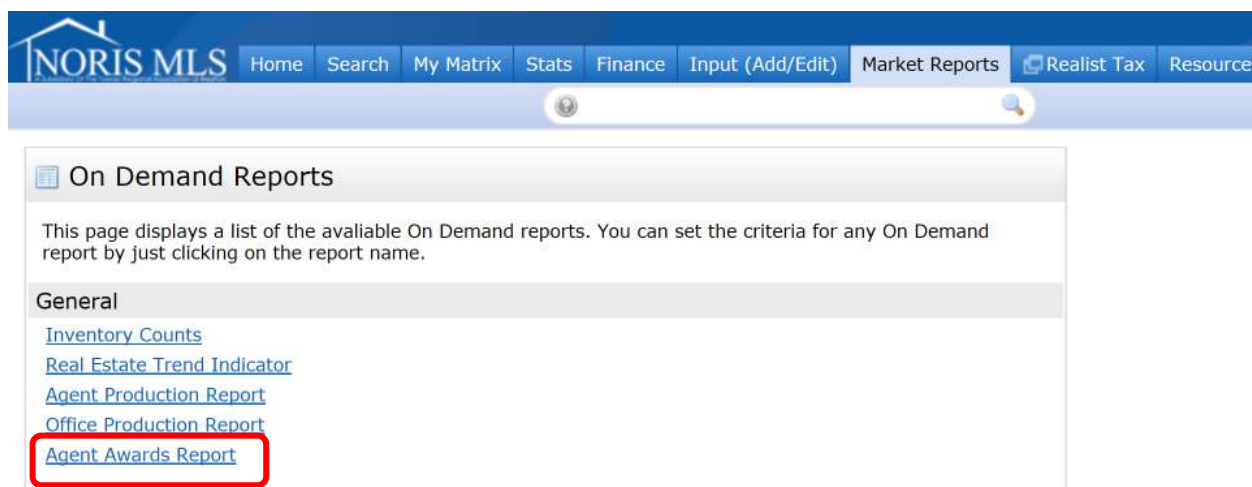 NORIS MLS
Home Search My Matrix Stats Finance Input (Add/Edit) Market Reports Realist Tax Resource
On Demand Reports
This page displays a list of the avaliable On Demand reports. You can set the criteria for any On Demand
report by just clicking on the report name.
General
Inventory Counts
Real Estate Trend Indicator
Agent Production Report
Office Production Report
Agent Awards Report